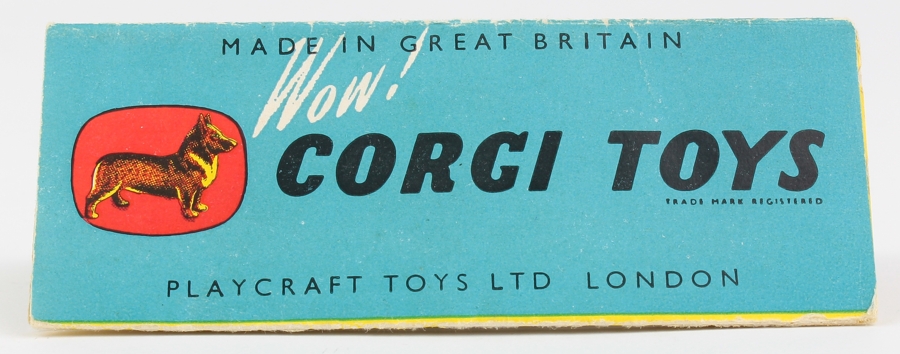 MADE IN GREAT BRITAIN
Wow!
CORGI TOYS
TRADE MARK REGISTERED
PLAYCRAFT TOYS LTD LONDON